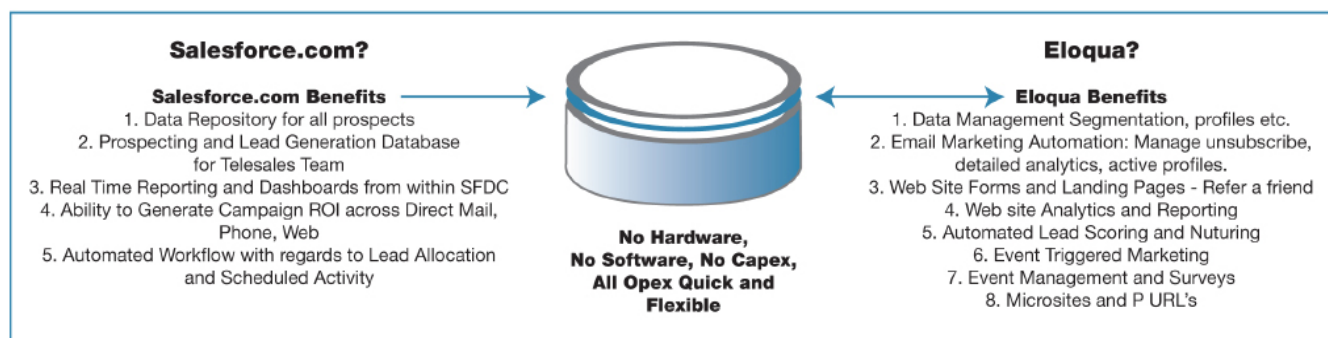 Salesforce.com?
Salesforce.com Benefits
1. Data Repository for all prospects
2. Prospecting and Lead Generation Database
for Telesales Team
3. Real Time Reporting and Dashboards from within SFDC
4. Ability to Generate Campaign ROI across Direct Mail,
Phone, Web
5. Automated Workflow with regards to Lead Allocation
and Scheduled Activity
No Hardware,
No Software, No Capex,
All Opex Quick and
Flexible
Eloqua?
Eloqua Benefits
1. Data Management Segmentation, profiles etc.
2. Email Marketing Automation: Manage unsubscribe,
detailed analytics, active profiles.
3. Web Site Forms and Landing Pages - Refer a friend
4. Web site Analytics and Reporting
5. Automated Lead Scoring and Nuturing
6. Event Triggered Marketing
7. Event Management and Surveys
8. Microsites and P URL's